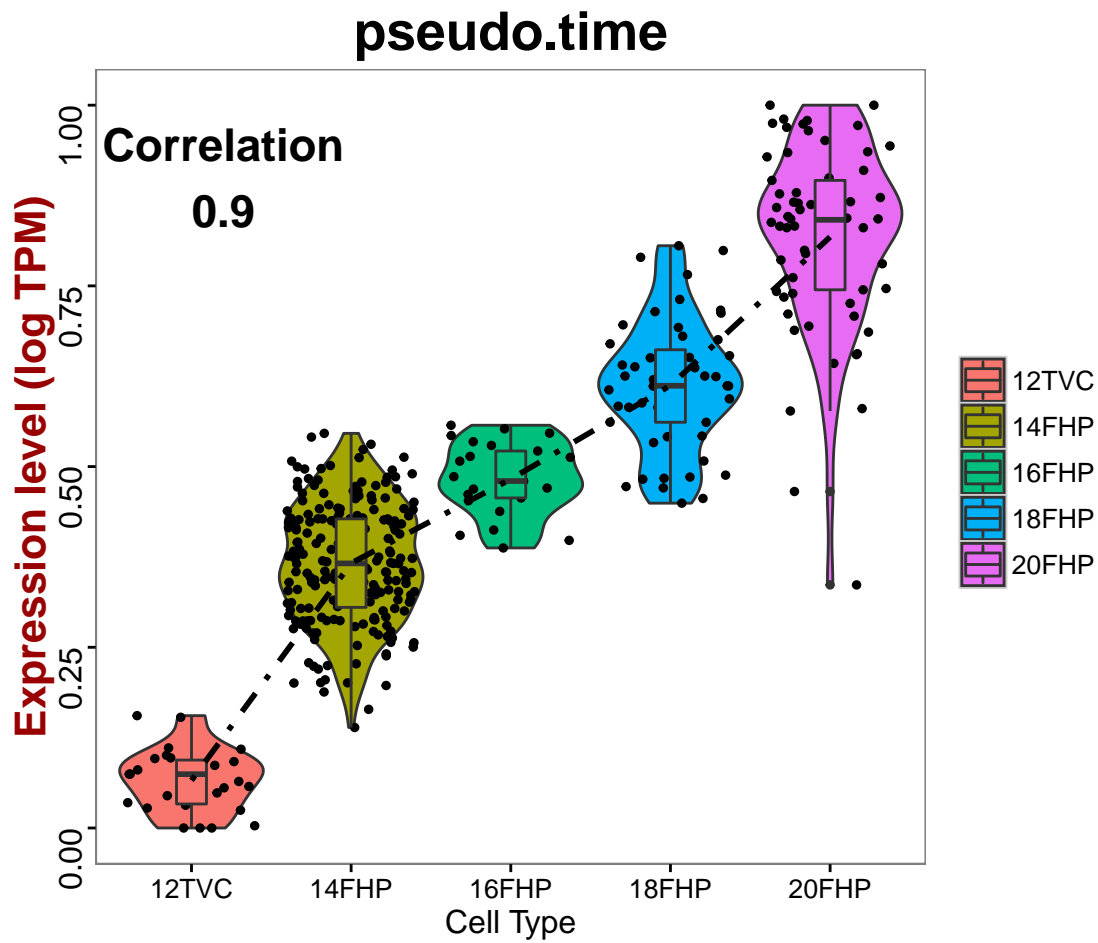 pseudo.time
Correlation
0.9
Expression level (log TPM)
1.00
0.75
0.50
0.25
0.00
12TVC
14FHP
16FHP
18FHP
20FHP
Cell Type
12TVC
14FHP
16FHP
18FHP
20FHP